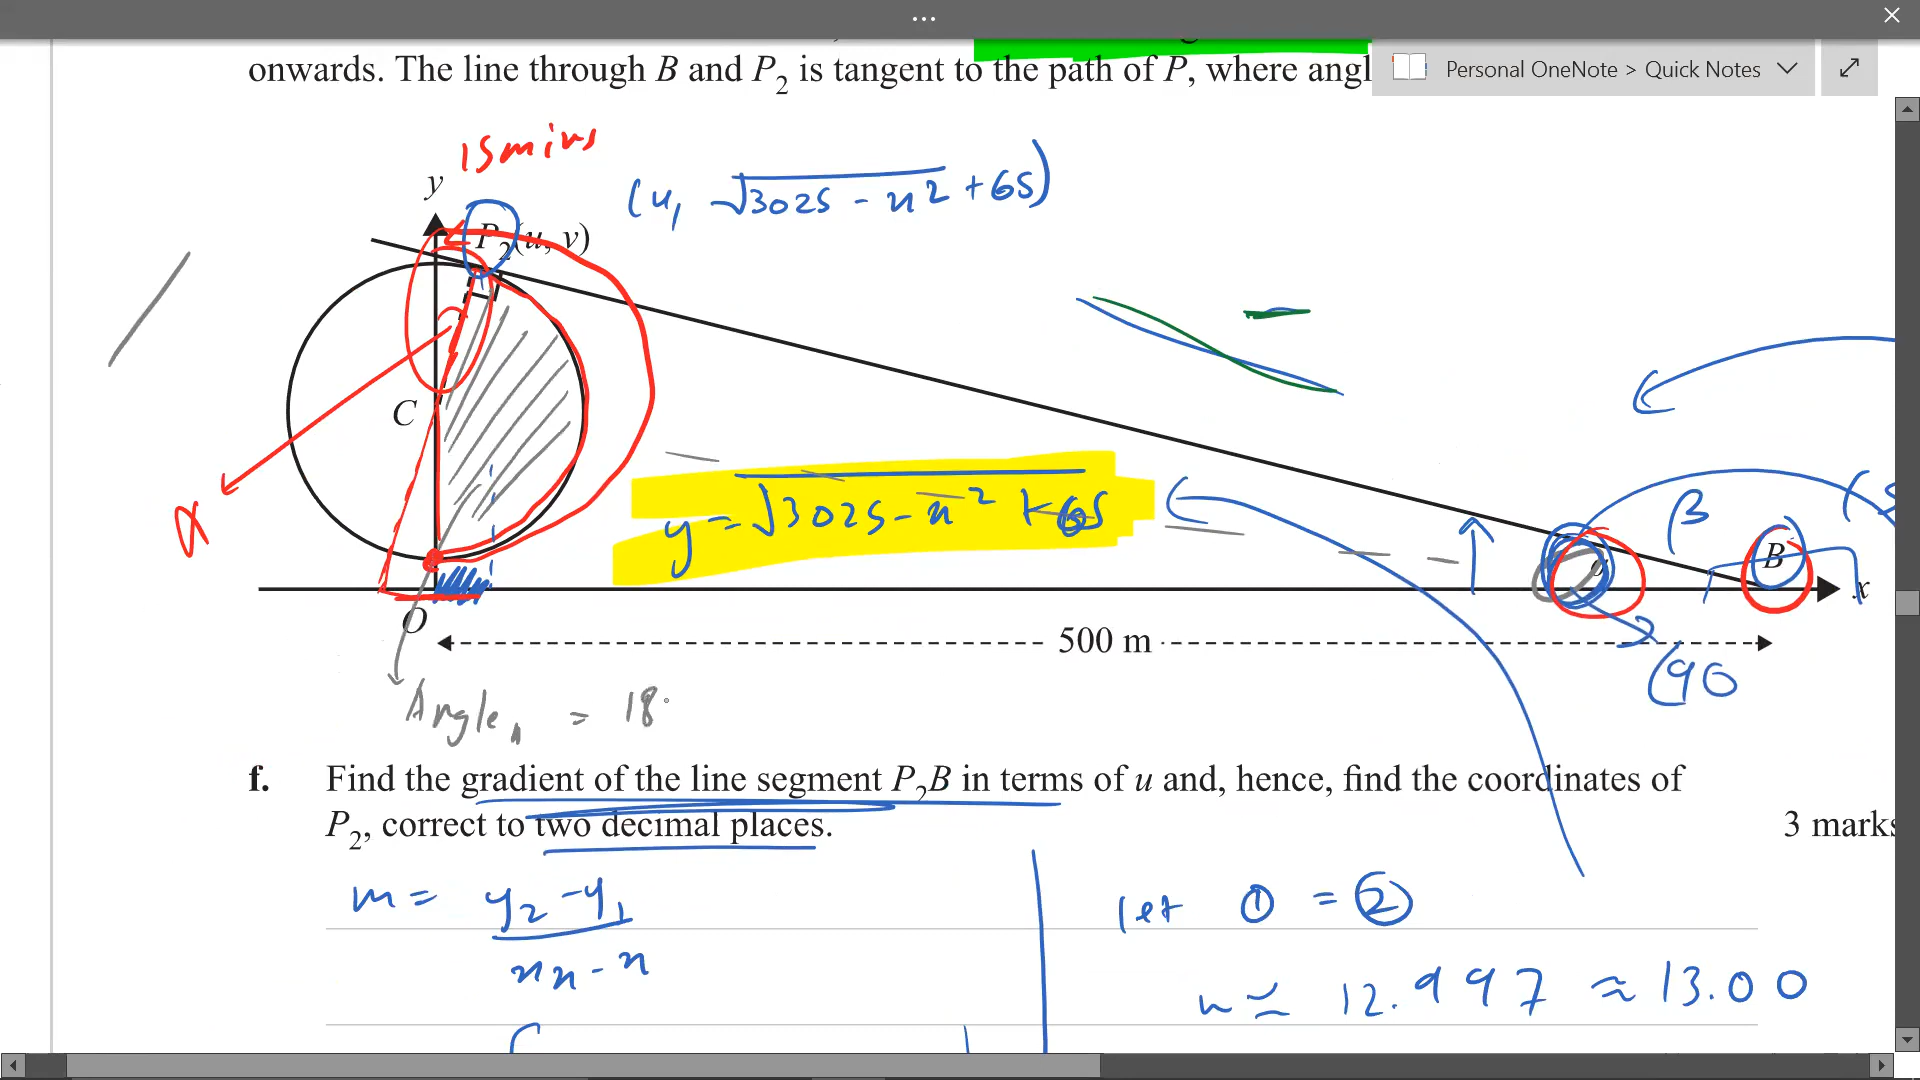 onwards. The line through B and P₂ is tangent to the path of P, where angl
Personal OneNote > Quick Notes
15 mins
(u, √3025 - x² + 65)
y
P₂(u, v)
C
α
y = √3025 - x² + 65
β
B
x
O
500 m
(90
Angle = 18
f. Find the gradient of the line segment P₂B in terms of u and, hence, find the coordinates of
P₂, correct to two decimal places.
3 marks
m = y₂ - y₁
let ① = ②
u ≃ 12.997 ≈ 13.00